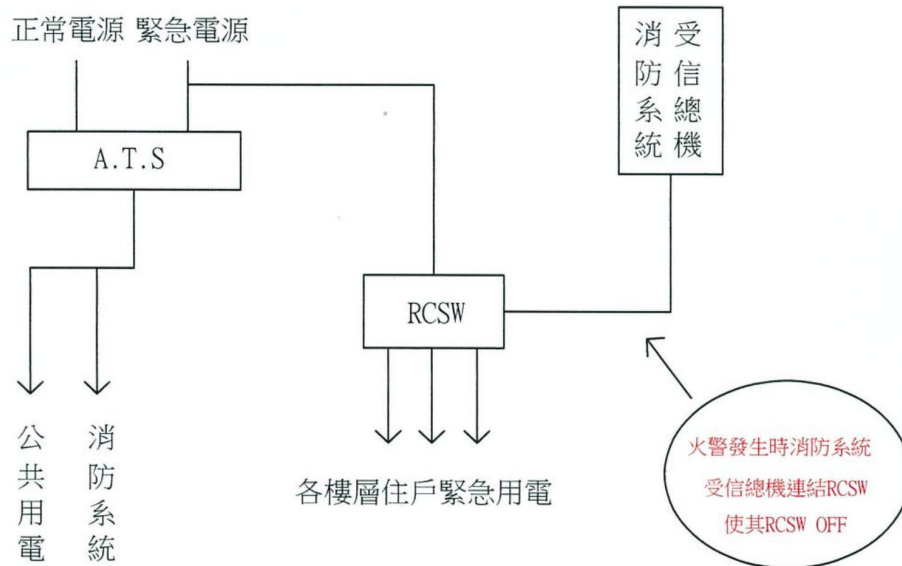 正常電源 緊急電源
A.T.S
消防系統
受信總機
RCSW
公共用電
消防系統
各樓層住戶緊急用電
火警發生時消防系統
受信總機連結RCSW
使其RCSW OFF